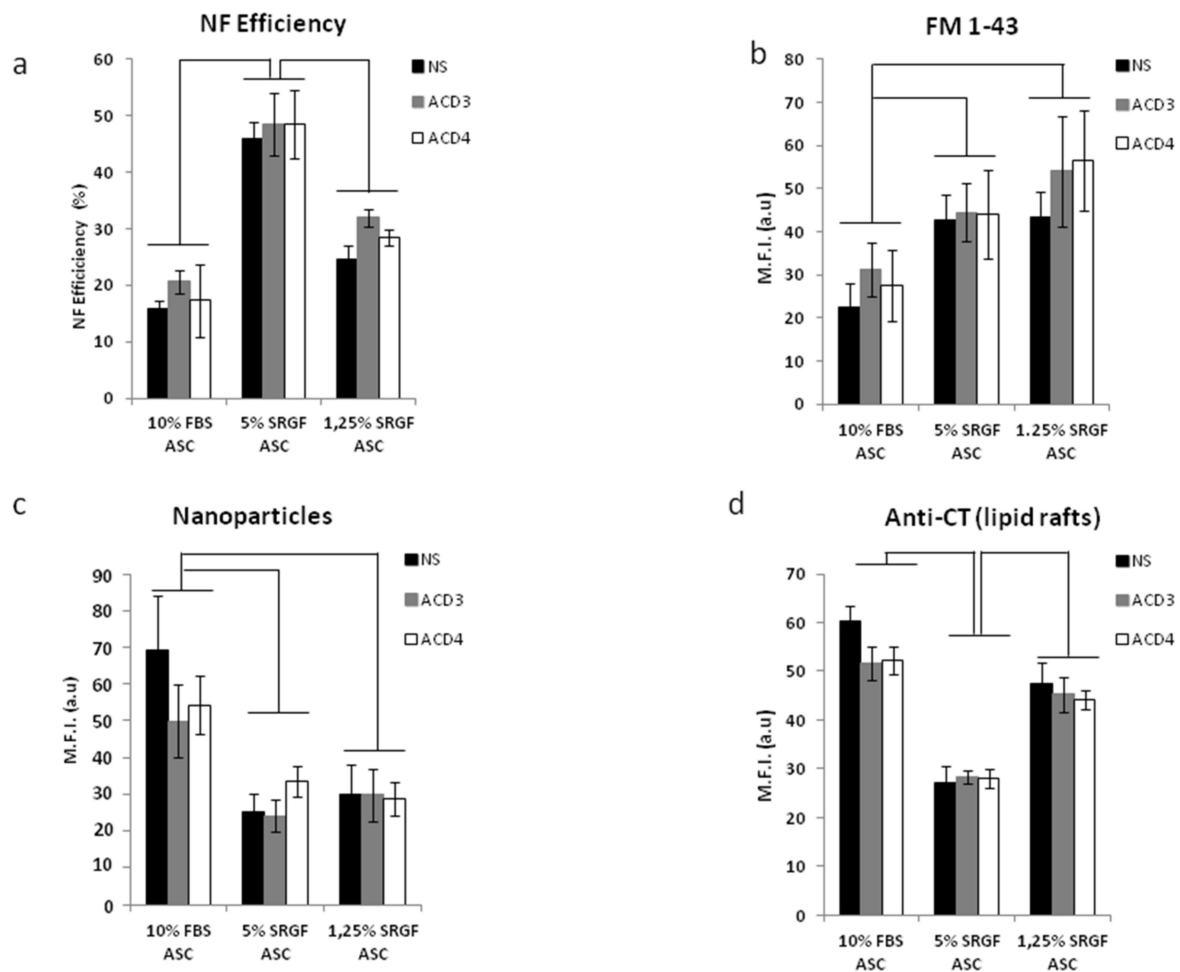 a
NF Efficiency
NF Efficiciency (%)
60
50
40
30
20
10
0
NS
ACD3
ACD4
10% FBS 5% SRGF 1,25% SRGF
ASC ASC ASC
b
FM 1-43
M.F.I. (a.u)
80
70
60
50
40
30
20
10
0
NS
ACD3
ACD4
10% FBS 5% SRGF 1.25% SRGF
ASC ASC ASC
c
Nanoparticles
M.F.I. (a.u)
90
80
70
60
50
40
30
20
10
0
NS
ACD3
ACD4
10% FBS 5% SRGF 1,25% SRGF
ASC ASC ASC
d
Anti-CT (lipid rafts)
M.F.I. (a.u)
70
60
50
40
30
20
10
0
NS
ACD3
ACD4
10% FBS 5% SRGF 1,25% SRGF
ASC ASC ASC